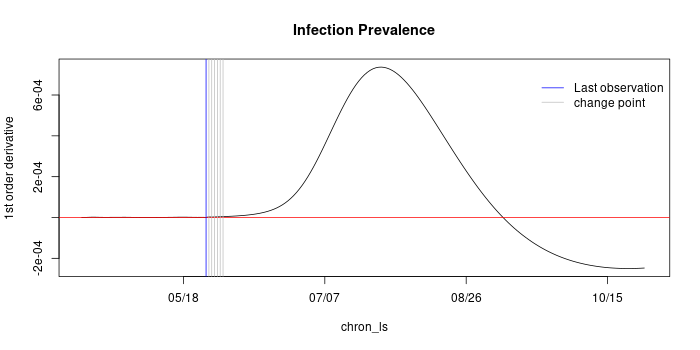 Infection Prevalence
1st order derivative
6e-04
2e-04
-2e-04
Last observation
change point
05/18 07/07 08/26 10/15
chron_ls